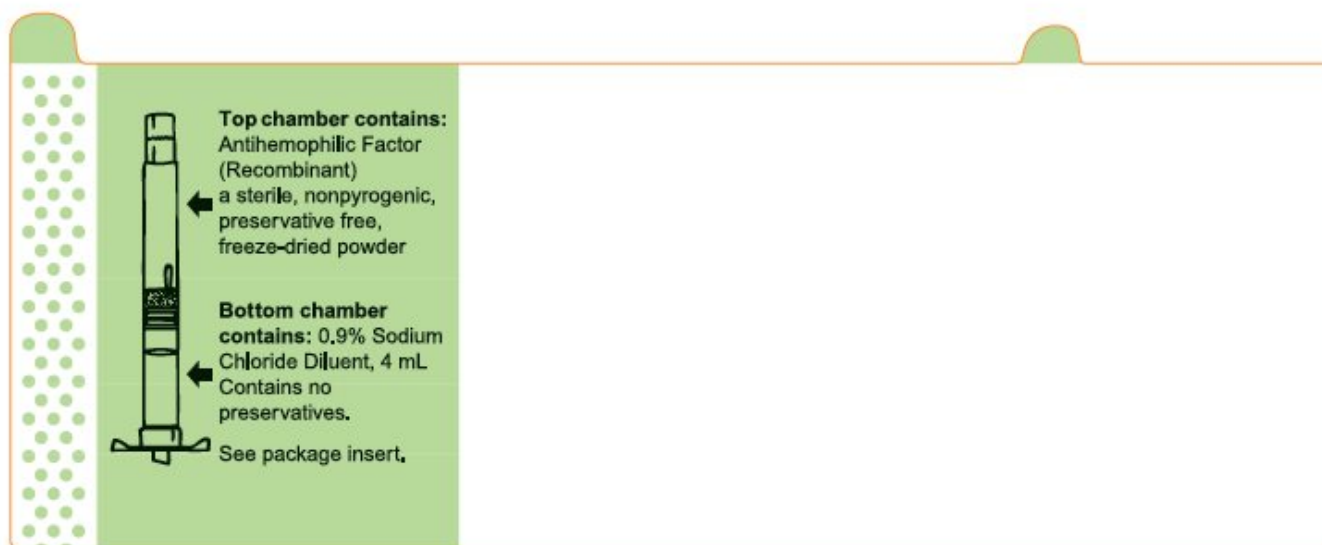 Top chamber contains:
Antihemophilic Factor
(Recombinant)
a sterile, nonpyrogenic,
preservative free,
freeze-dried powder
Bottom chamber
contains: 0.9% Sodium
Chloride Diluent, 4 mL
Contains no
preservatives.
See package insert.